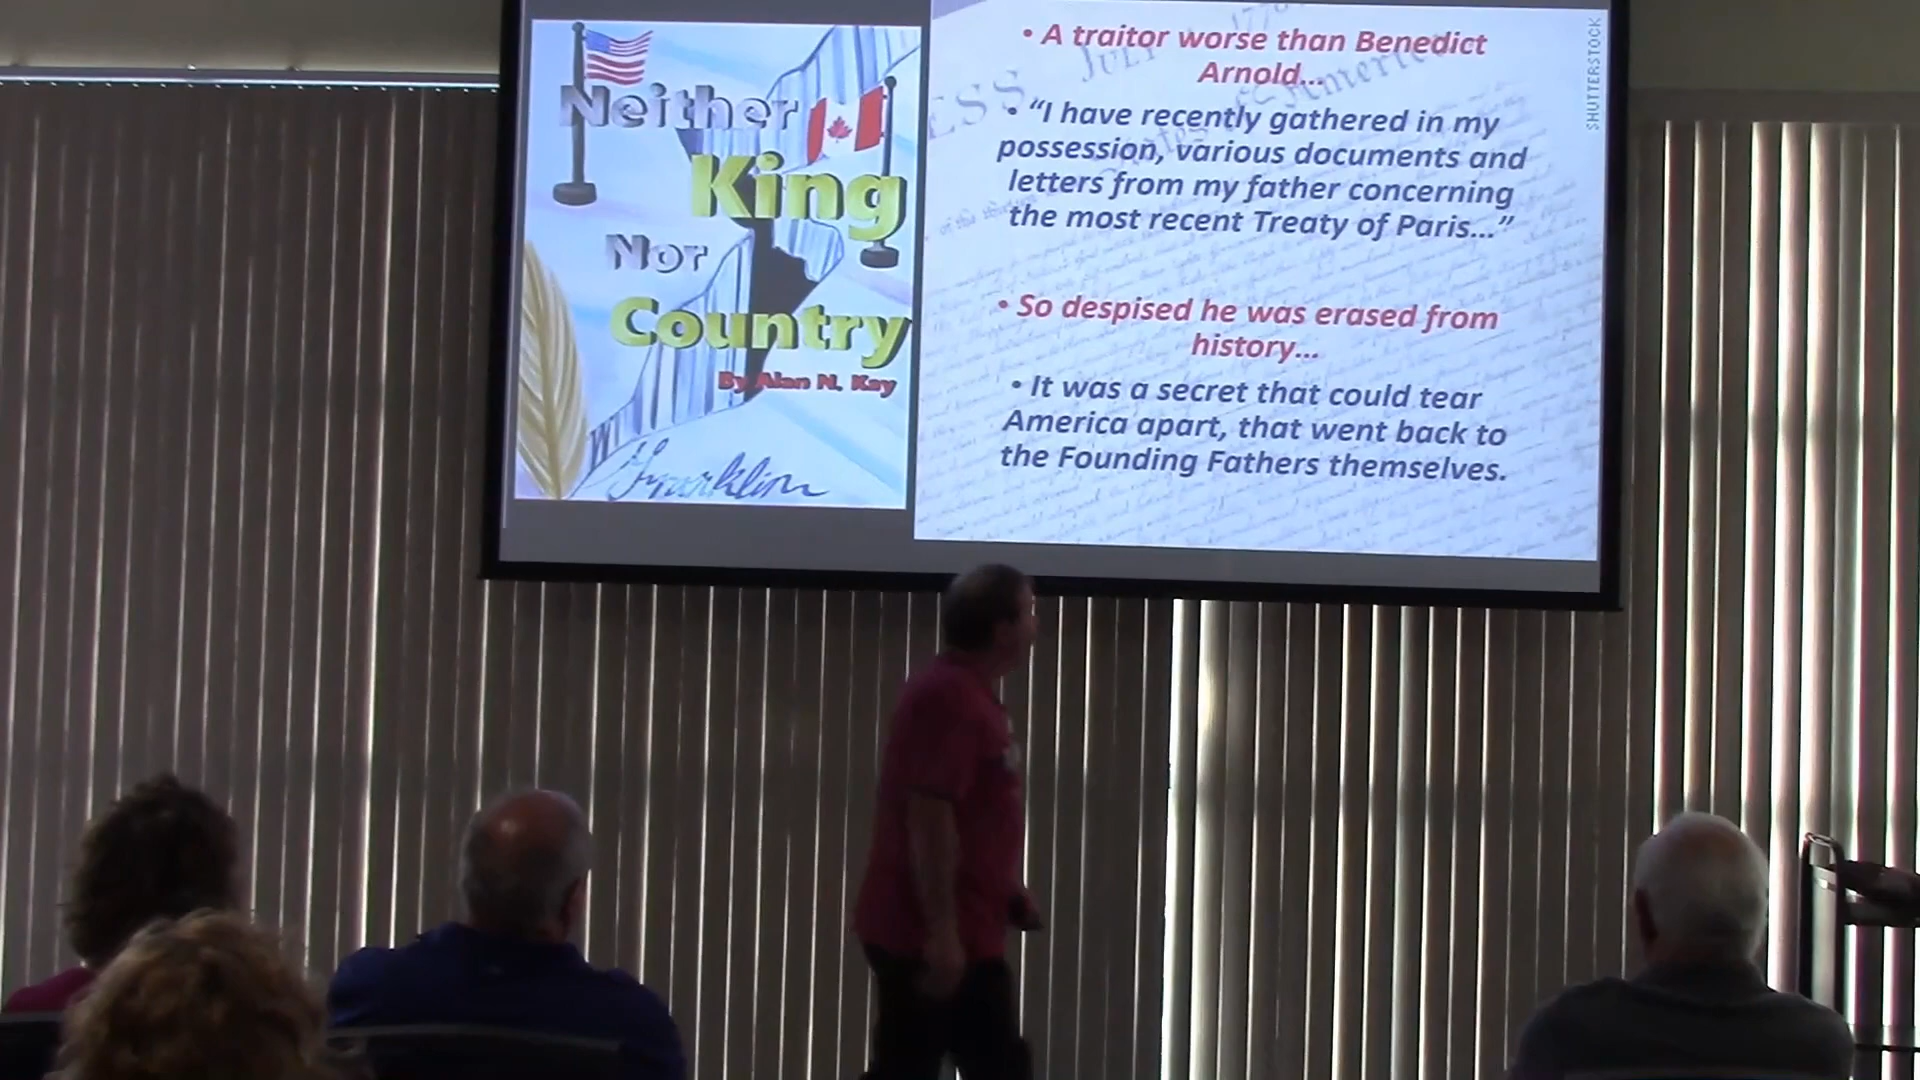 Neither
King
Nor
Country
By Alan N. Kay
Franklin
• A traitor worse than Benedict
Arnold...
• “I have recently gathered in my
possession, various documents and
letters from my father concerning
the most recent Treaty of Paris...”
• So despised he was erased from
history...
• It was a secret that could tear
America apart, that went back to
the Founding Fathers themselves.
SHUTTERSTOCK